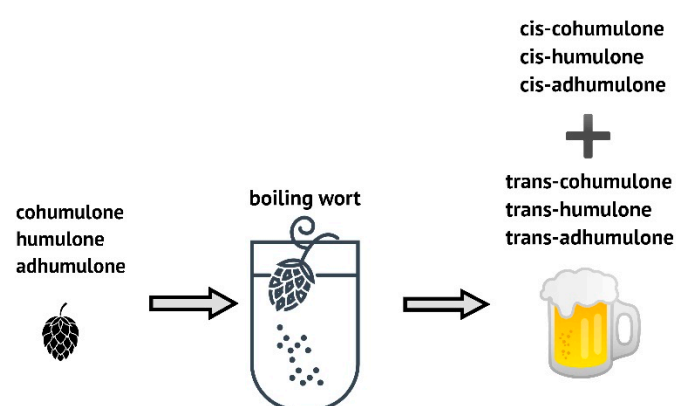 cohumulone
humulone
adhumulone
boiling wort
cis-cohumulone
cis-humulone
cis-adhumulone
trans-cohumulone
trans-humulone
trans-adhumulone